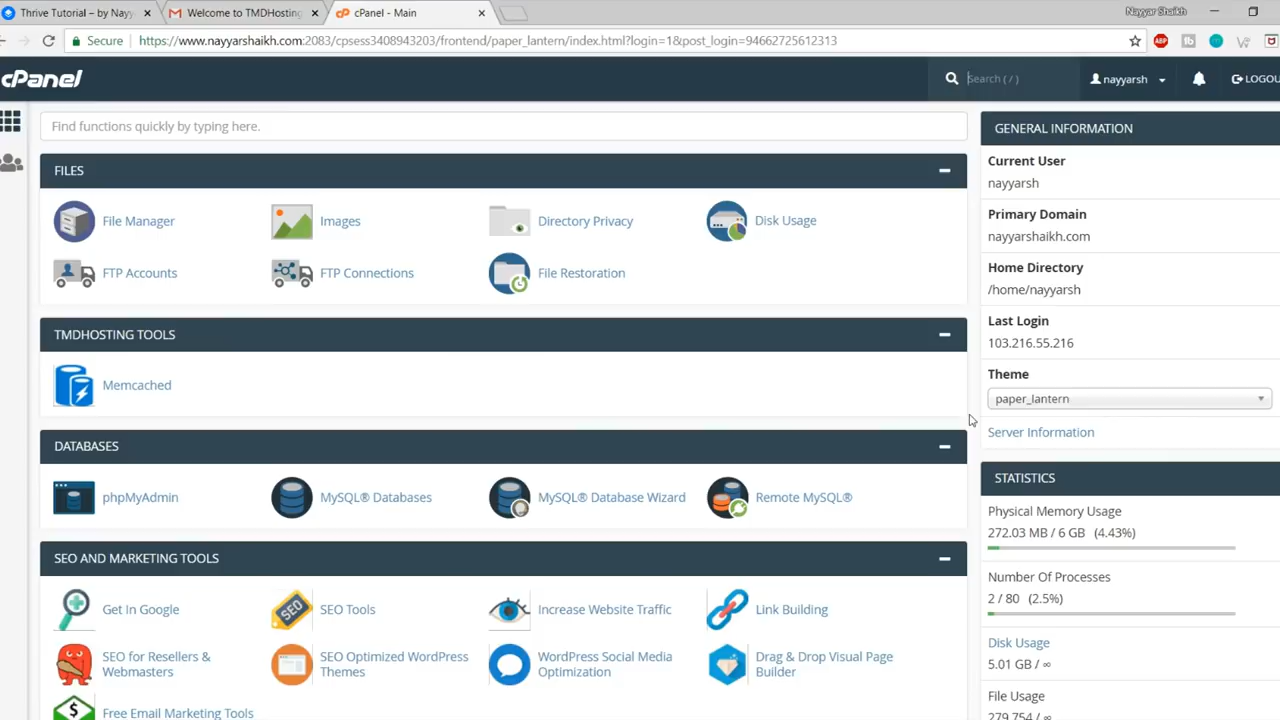 Thrive Tutorial – by Nayy
Welcome to TMDHosting
cPanel - Main
Nayyar Shaikh
Secure
https://www.nayyarshaikh.com:2083/cpsess3408943203/frontend/paper_lantern/index.html?login=1&post_login=94662725612313
ABP
cPanel
Search ( / )
nayyarsh
LOGOU
Find functions quickly by typing here.
FILES
File Manager
Images
Directory Privacy
Disk Usage
FTP Accounts
FTP Connections
File Restoration
TMDHOSTING TOOLS
Memcached
DATABASES
phpMyAdmin
MySQL® Databases
MySQL® Database Wizard
Remote MySQL®
SEO AND MARKETING TOOLS
Get In Google
SEO
SEO Tools
Increase Website Traffic
Link Building
SEO for Resellers &
Webmasters
SEO Optimized WordPress
Themes
WordPress Social Media
Optimization
Drag & Drop Visual Page
Builder
Free Email Marketing Tools
GENERAL INFORMATION
Current User
nayyarsh
Primary Domain
nayyarshaikh.com
Home Directory
/home/nayyarsh
Last Login
103.216.55.216
Theme
paper_lantern
Server Information
STATISTICS
Physical Memory Usage
272.03 MB / 6 GB (4.43%)
Number Of Processes
2 / 80 (2.5%)
Disk Usage
5.01 GB / ∞
File Usage
279,754 / ∞